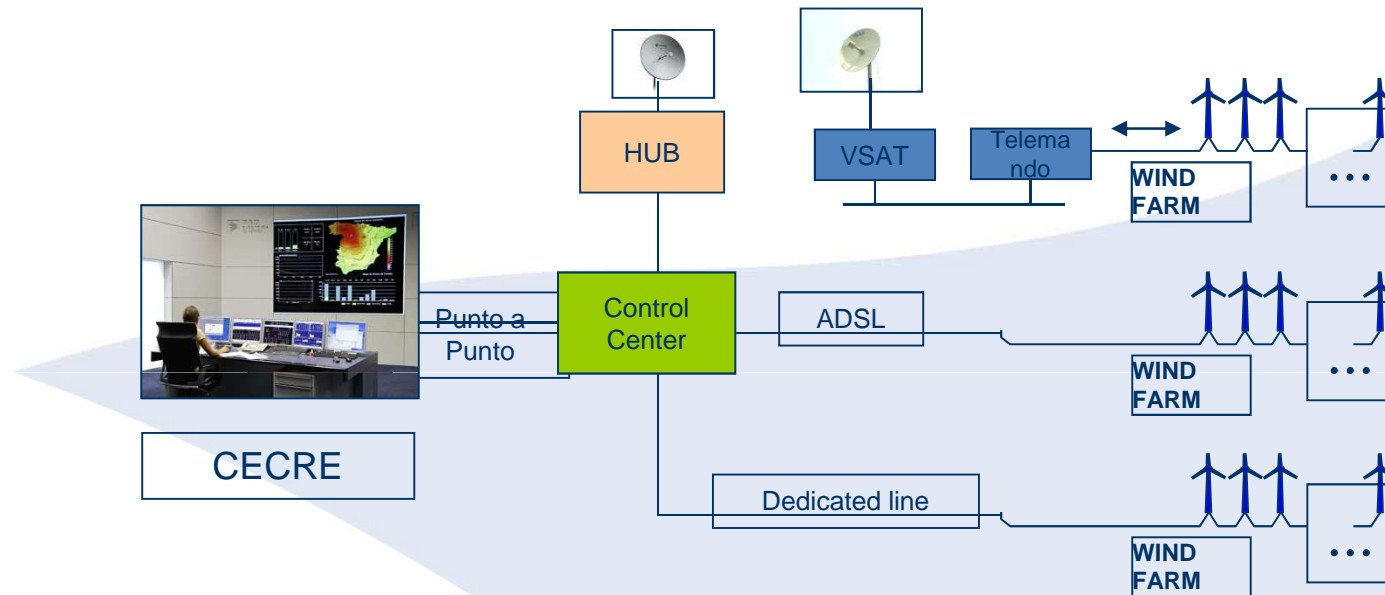 HUB
VSAT
Telema
ndo
WIND
FARM
Punto a
Punto
Control
Center
ADSL
WIND
FARM
CECRE
Dedicated line
WIND
FARM